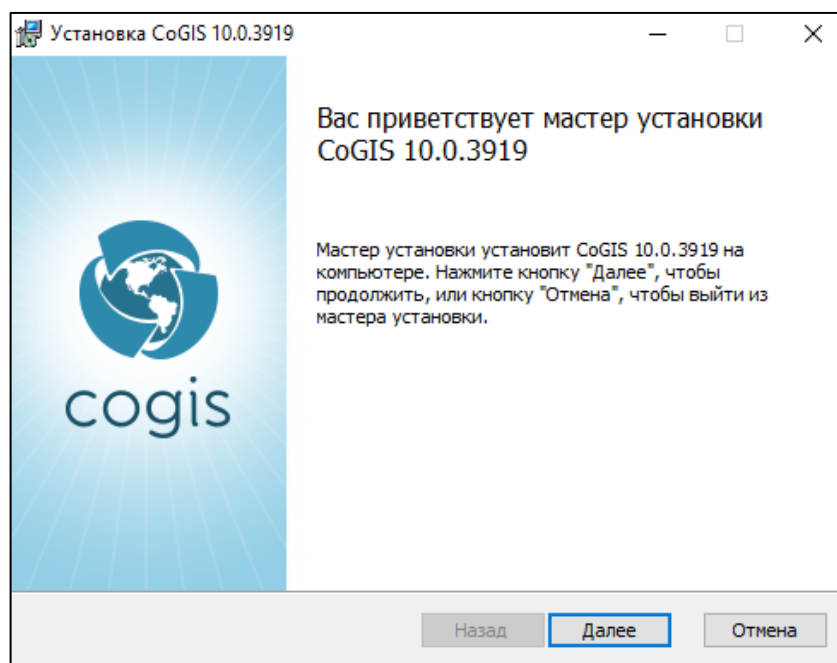 Установка CoGIS 10.0.3919
Вас приветствует мастер установки
CoGIS 10.0.3919
Мастер установки установит CoGIS 10.0.3919 на
компьютере. Нажмите кнопку "Далее", чтобы
продолжить, или кнопку "Отмена", чтобы выйти из
мастера установки.
cogis
Назад
Далее
Отмена